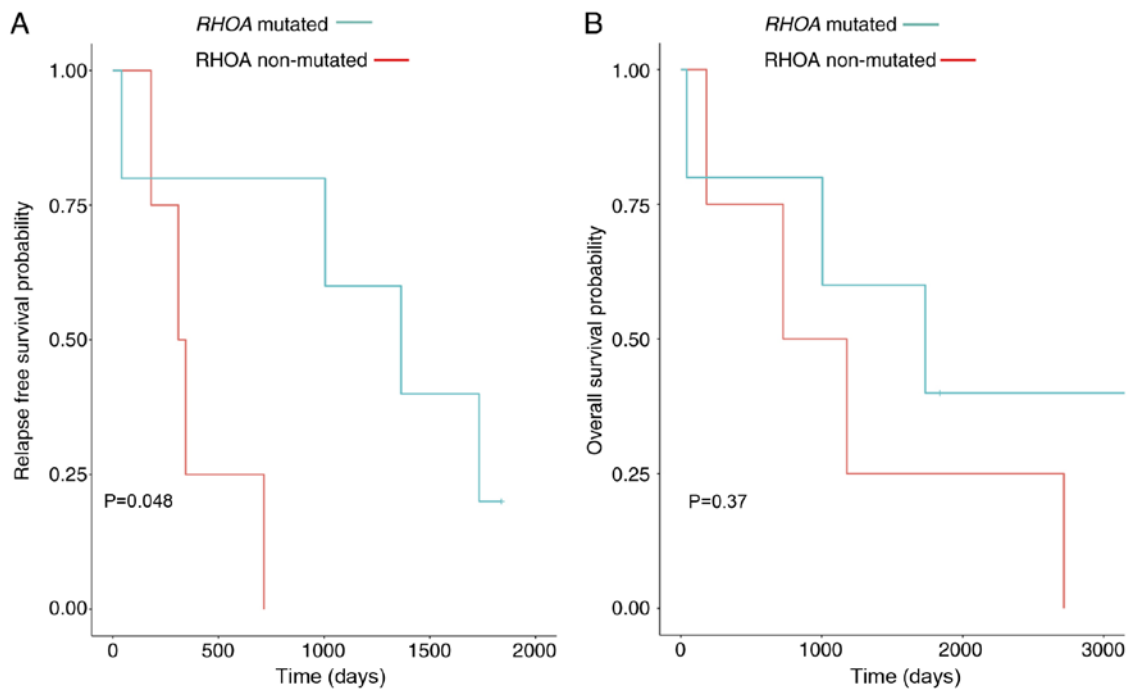 A
RHOA mutated
RHOA non-mutated
1.00
0.75
0.50
0.25
0.00
Relapse free survival probability
P=0.048
0
500
1000
1500
2000
Time (days)
B
RHOA mutated
RHOA non-mutated
1.00
0.75
0.50
0.25
0.00
Overall survival probability
P=0.37
0
1000
2000
3000
Time (days)